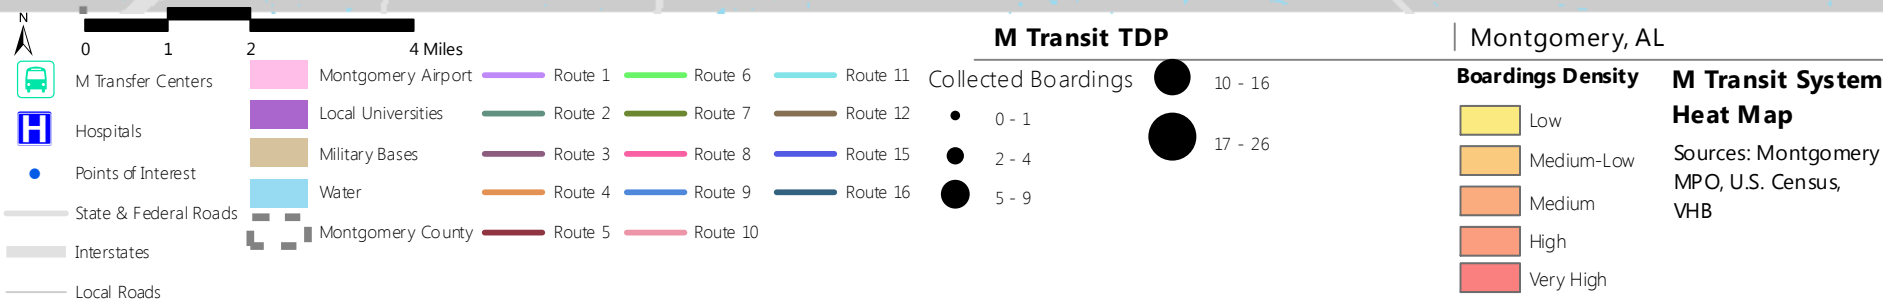 N
0 1 2 4 Miles
M Transfer Centers
Hospitals
Points of Interest
State & Federal Roads
Interstates
Local Roads
Montgomery Airport
Local Universities
Military Bases
Water
Montgomery County
Route 1
Route 2
Route 3
Route 4
Route 5
Route 6
Route 7
Route 8
Route 9
Route 10
Route 11
Route 12
Route 15
Route 16
M Transit TDP
Collected Boardings
0 - 1
2 - 4
5 - 9
10 - 16
17 - 26
Montgomery, AL
Boardings Density
Low
Medium-Low
Medium
High
Very High
M Transit System
Heat Map
Sources: Montgomery
MPO, U.S. Census,
VHB
H